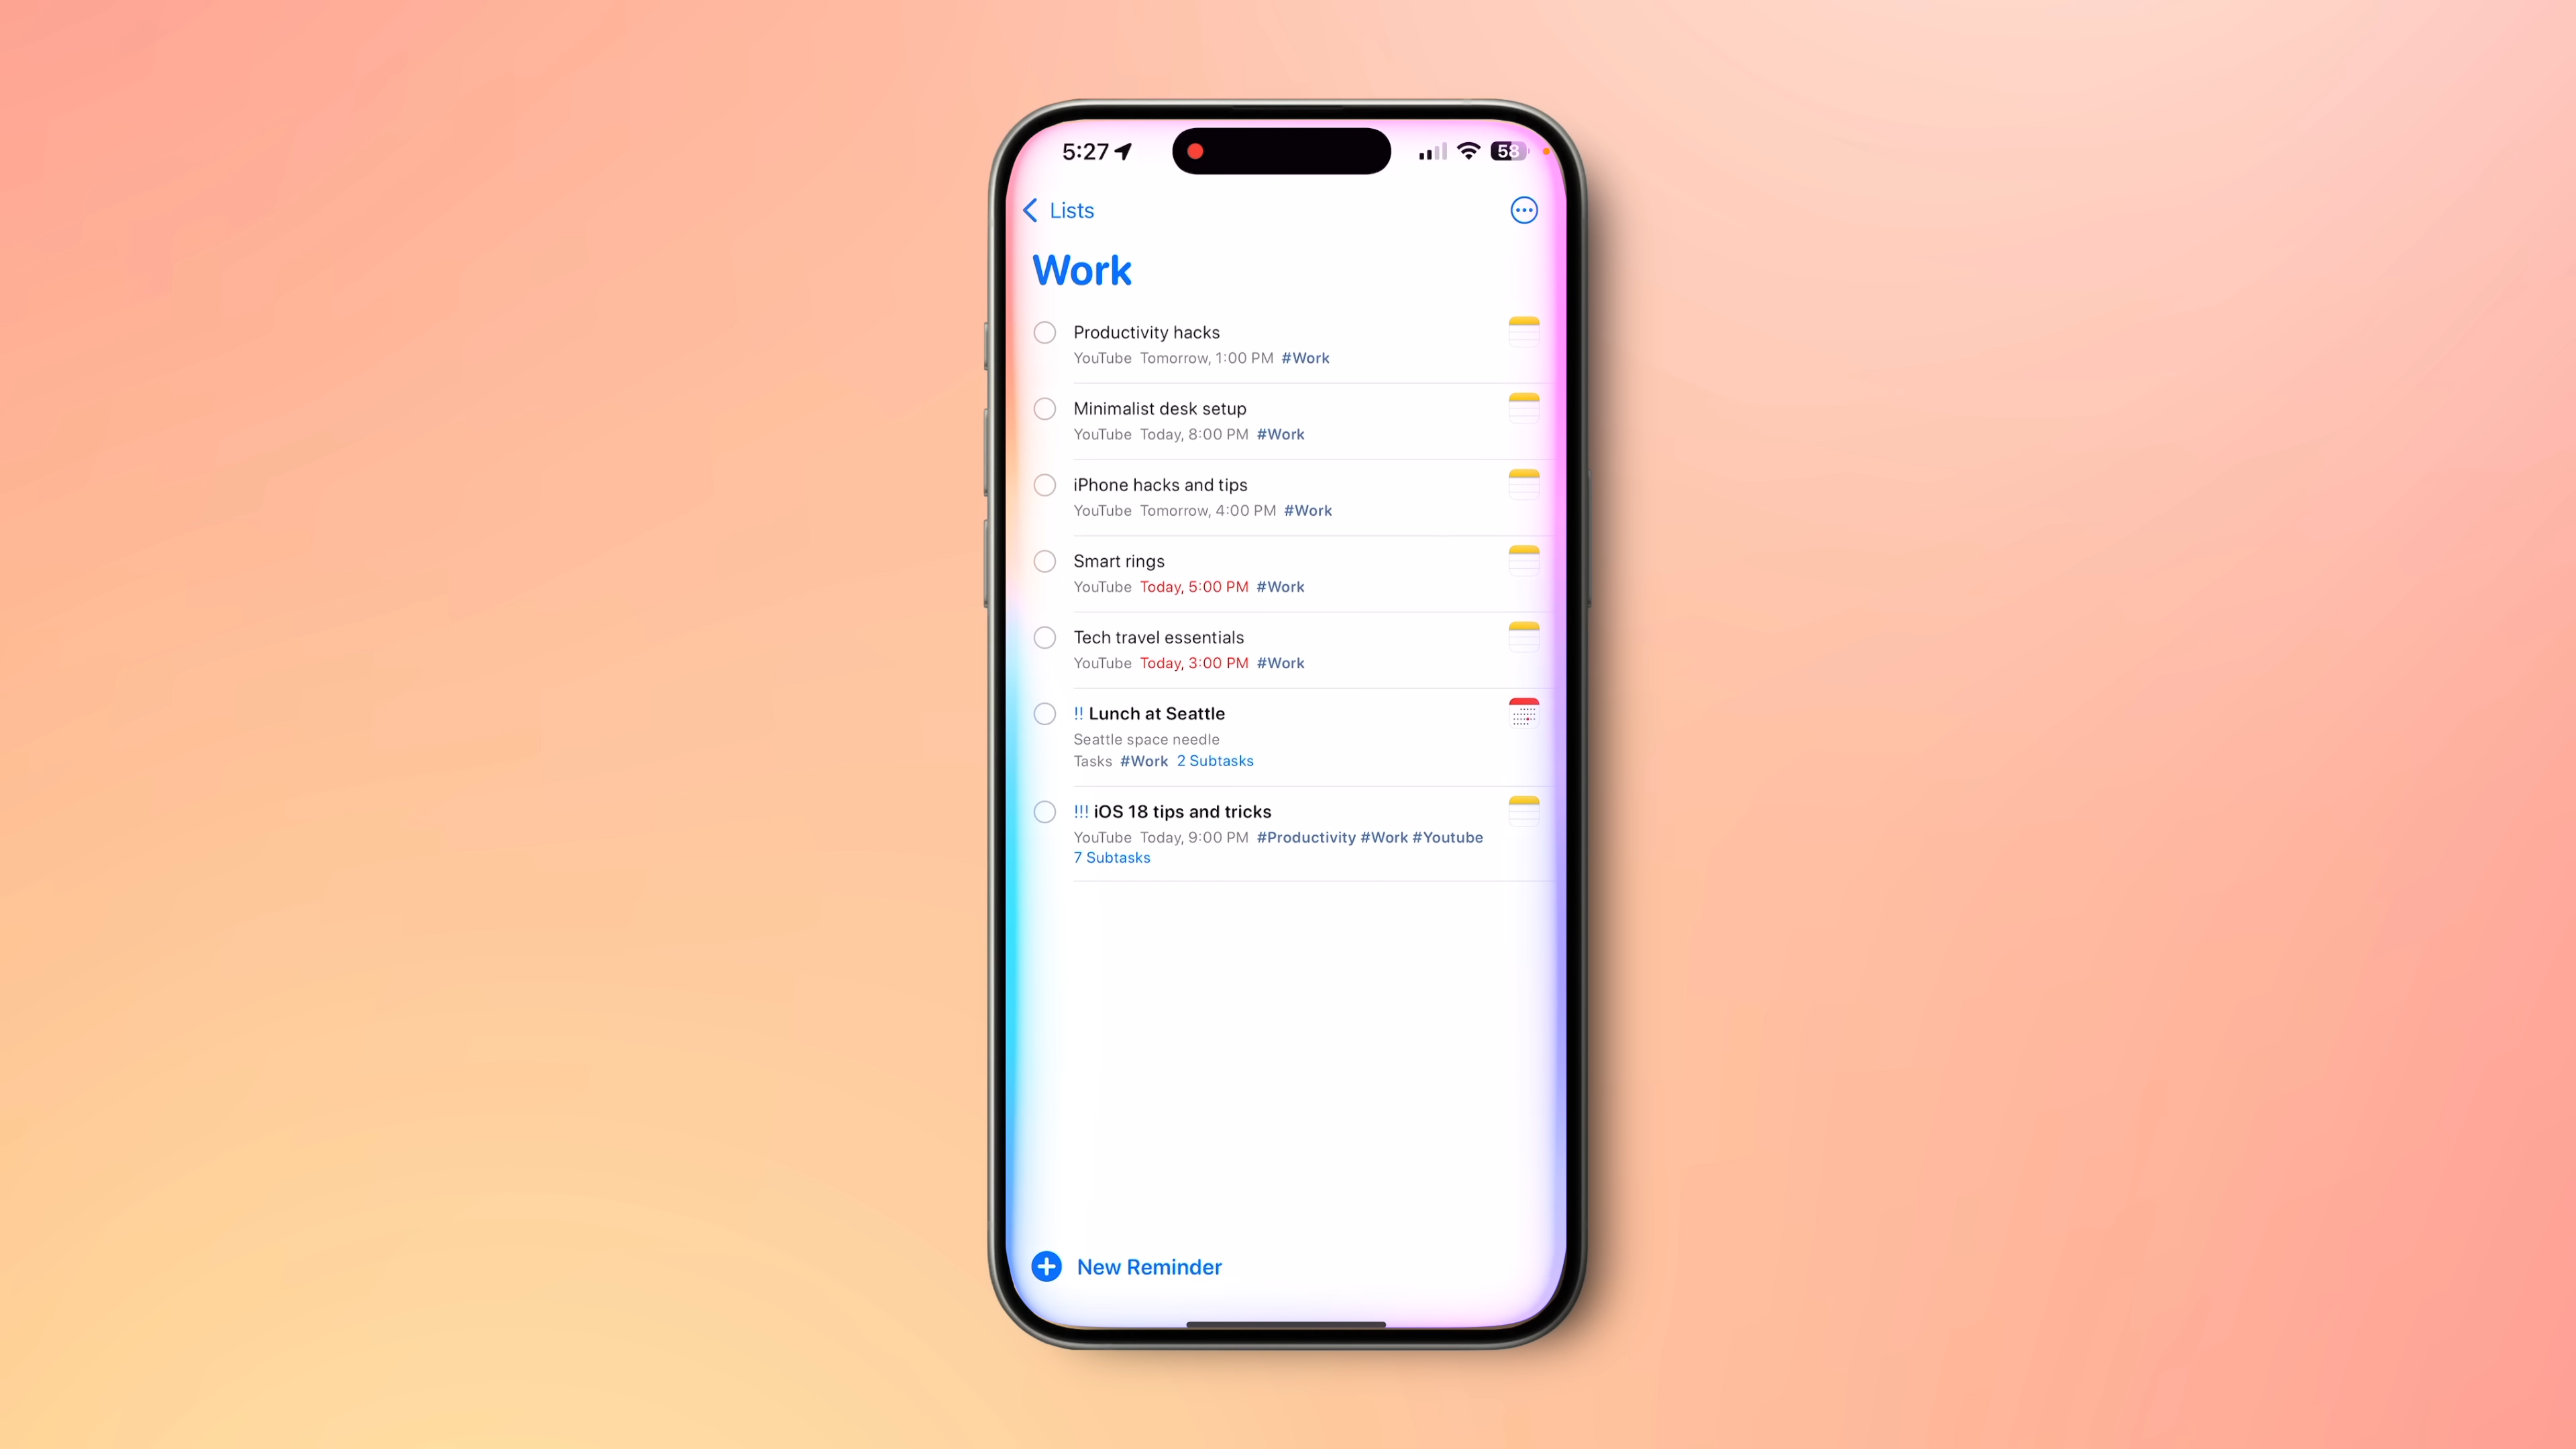 5:27
58
Lists
Work
Productivity hacks
YouTube Tomorrow, 1:00 PM #Work
Minimalist desk setup
YouTube Today, 8:00 PM #Work
iPhone hacks and tips
YouTube Tomorrow, 4:00 PM #Work
Smart rings
YouTube Today, 5:00 PM #Work
Tech travel essentials
YouTube Today, 3:00 PM #Work
!! Lunch at Seattle
Seattle space needle
Tasks #Work 2 Subtasks
!!! iOS 18 tips and tricks
YouTube Today, 9:00 PM #Productivity #Work #Youtube
7 Subtasks
New Reminder